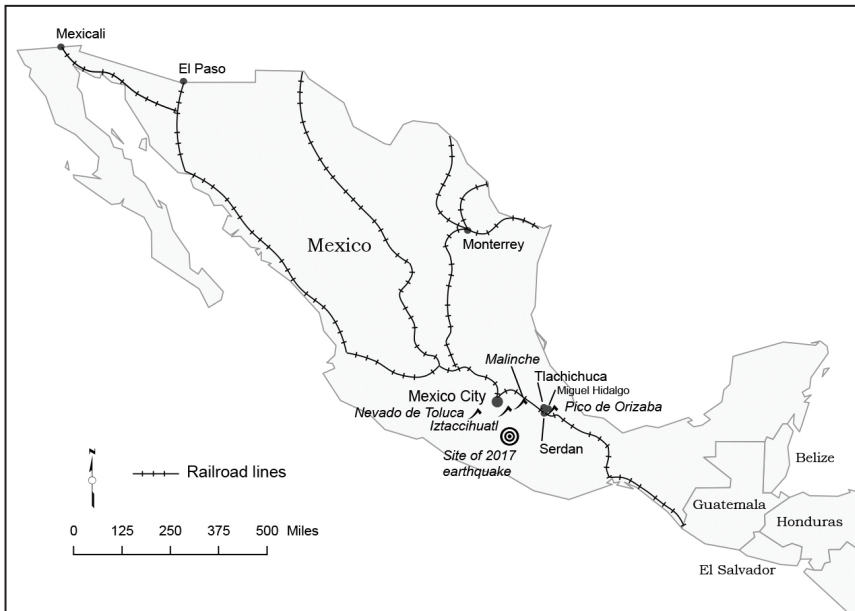 Mexicali
El Paso
Mexico
Monterrey
Malinche
Tlachichuca
Miguel Hidalgo
Mexico City
Pico de Orizaba
Nevado de Toluca
Iztaccihuatl
Serdan
Site of 2017
earthquake
Belize
Guatemala
Honduras
El Salvador
N
Railroad lines
0 125 250 375 500 Miles